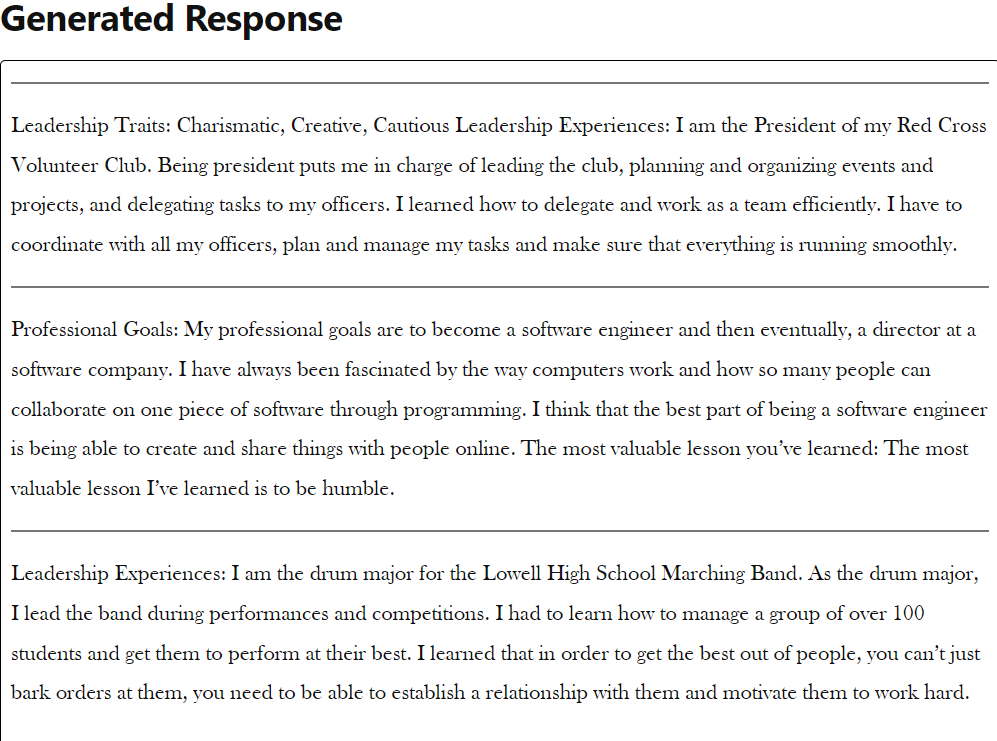 Generated Response
Leadership Traits: Charismatic, Creative, Cautious Leadership Experiences: I am the President of my Red Cross
Volunteer Club. Being president puts me in charge of leading the club, planning and organizing events and
projects, and delegating tasks to my officers. I learned how to delegate and work as a team efficiently. I have to
coordinate with all my officers, plan and manage my tasks and make sure that everything is running smoothly.
Professional Goals: My professional goals are to become a software engineer and then eventually, a director at a
software company. I have always been fascinated by the way computers work and how so many people can
collaborate on one piece of software through programming. I think that the best part of being a software engineer
is being able to create and share things with people online. The most valuable lesson you’ve learned: The most
valuable lesson I’ve learned is to be humble.
Leadership Experiences: I am the drum major for the Lowell High School Marching Band. As the drum major,
I lead the band during performances and competitions. I had to learn how to manage a group of over 100
students and get them to perform at their best. I learned that in order to get the best out of people, you can’t just
bark orders at them, you need to be able to establish a relationship with them and motivate them to work hard.